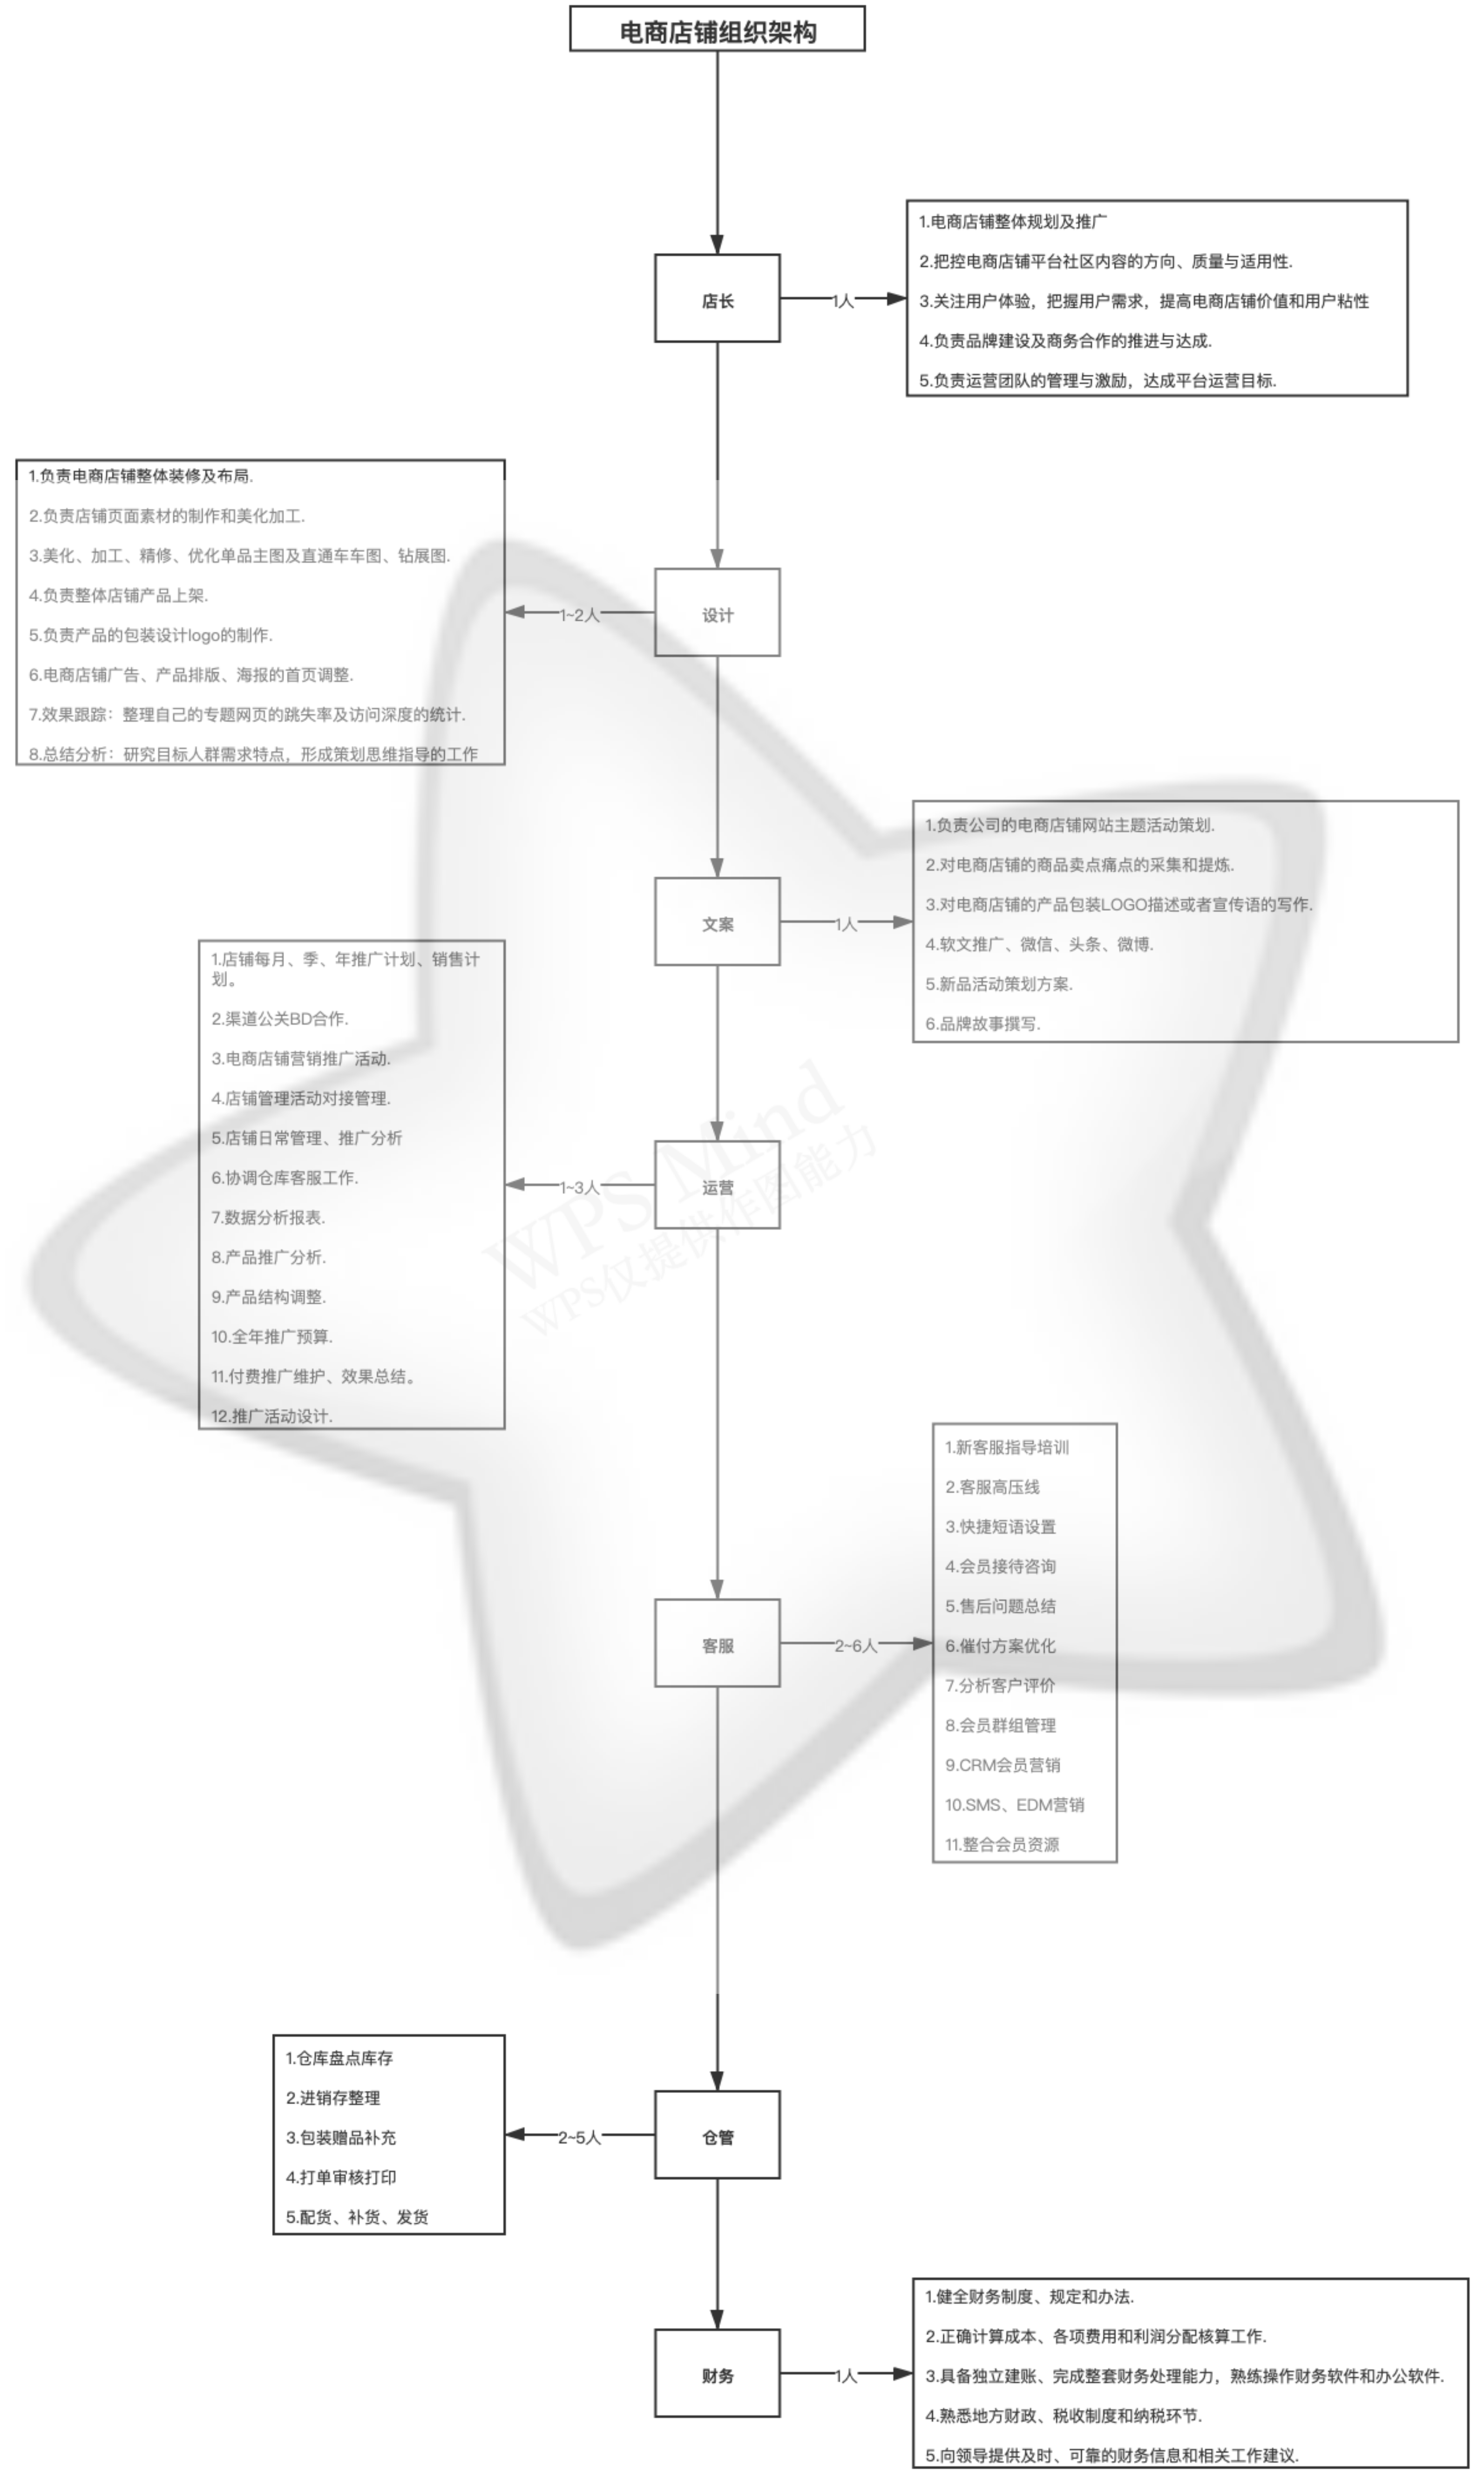 电商店铺组织架构
店长
1人
1.电商店铺整体规划及推广
2.把控电商店铺平台社区内容的方向、质量与适用性.
3.关注用户体验，把握用户需求，提高电商店铺价值和用户粘性
4.负责品牌建设及商务合作的推进与达成.
5.负责运营团队的管理与激励，达成平台运营目标.
设计
1~2人
1.负责电商店铺整体装修及布局.
2.负责店铺页面素材的制作和美化加工.
3.美化、加工、精修、优化单品主图及直通车车图、钻展图.
4.负责整体店铺产品上架.
5.负责产品的包装设计logo的制作.
6.电商店铺广告、产品排版、海报的首页调整.
7.效果跟踪：整理自己的专题网页的跳失率及访问深度的统计.
8.总结分析：研究目标人群需求特点，形成策划思维指导的工作
文案
1人
1.负责公司的电商店铺网站主题活动策划.
2.对电商店铺的商品卖点痛点的采集和提炼.
3.对电商店铺的产品包装LOGO描述或者宣传语的写作.
4.软文推广、微信、头条、微博.
5.新品活动策划方案.
6.品牌故事撰写.
运营
1~3人
1.店铺每月、季、年推广计划、销售计
划。
2.渠道公关BD合作.
3.电商店铺营销推广活动.
4.店铺管理活动对接管理.
5.店铺日常管理、推广分析
6.协调仓库客服工作.
7.数据分析报表.
8.产品推广分析.
9.产品结构调整.
10.全年推广预算.
11.付费推广维护、效果总结。
12.推广活动设计.
WPS Mind
WPS仅提供作图能力
客服
2~6人
1.新客服指导培训
2.客服高压线
3.快捷短语设置
4.会员接待咨询
5.售后问题总结
6.催付方案优化
7.分析客户评价
8.会员群组管理
9.CRM会员营销
10.SMS、EDM营销
11.整合会员资源
仓管
2~5人
1.仓库盘点库存
2.进销存整理
3.包装赠品补充
4.打单审核打印
5.配货、补货、发货
财务
1人
1.健全财务制度、规定和办法.
2.正确计算成本、各项费用和利润分配核算工作.
3.具备独立建账、完成整套财务处理能力，熟练操作财务软件和办公软件.
4.熟悉地方财政、税收制度和纳税环节.
5.向领导提供及时、可靠的财务信息和相关工作建议.